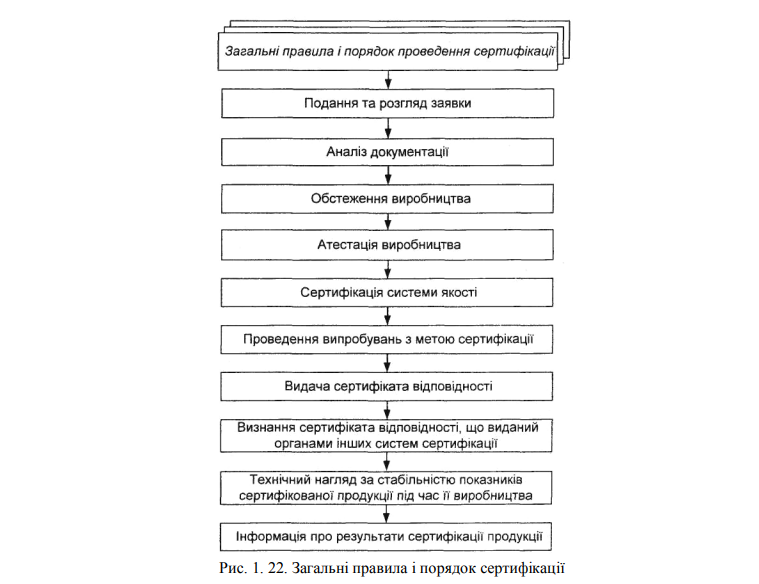 Загальні правила і порядок проведення сертифікації
Подання та розгляд заявки
Аналіз документації
Обстеження виробництва
Атестація виробництва
Сертифікація системи якості
Проведення випробувань з метою сертифікації
Видача сертифіката відповідності
Визнання сертифіката відповідності, що виданий
органами інших систем сертифікації
Технічний нагляд за стабільністю показників
сертифікованої продукції під час її виробництва
Інформація про результати сертифікації продукції
Рис. 1. 22. Загальні правила і порядок сертифікації